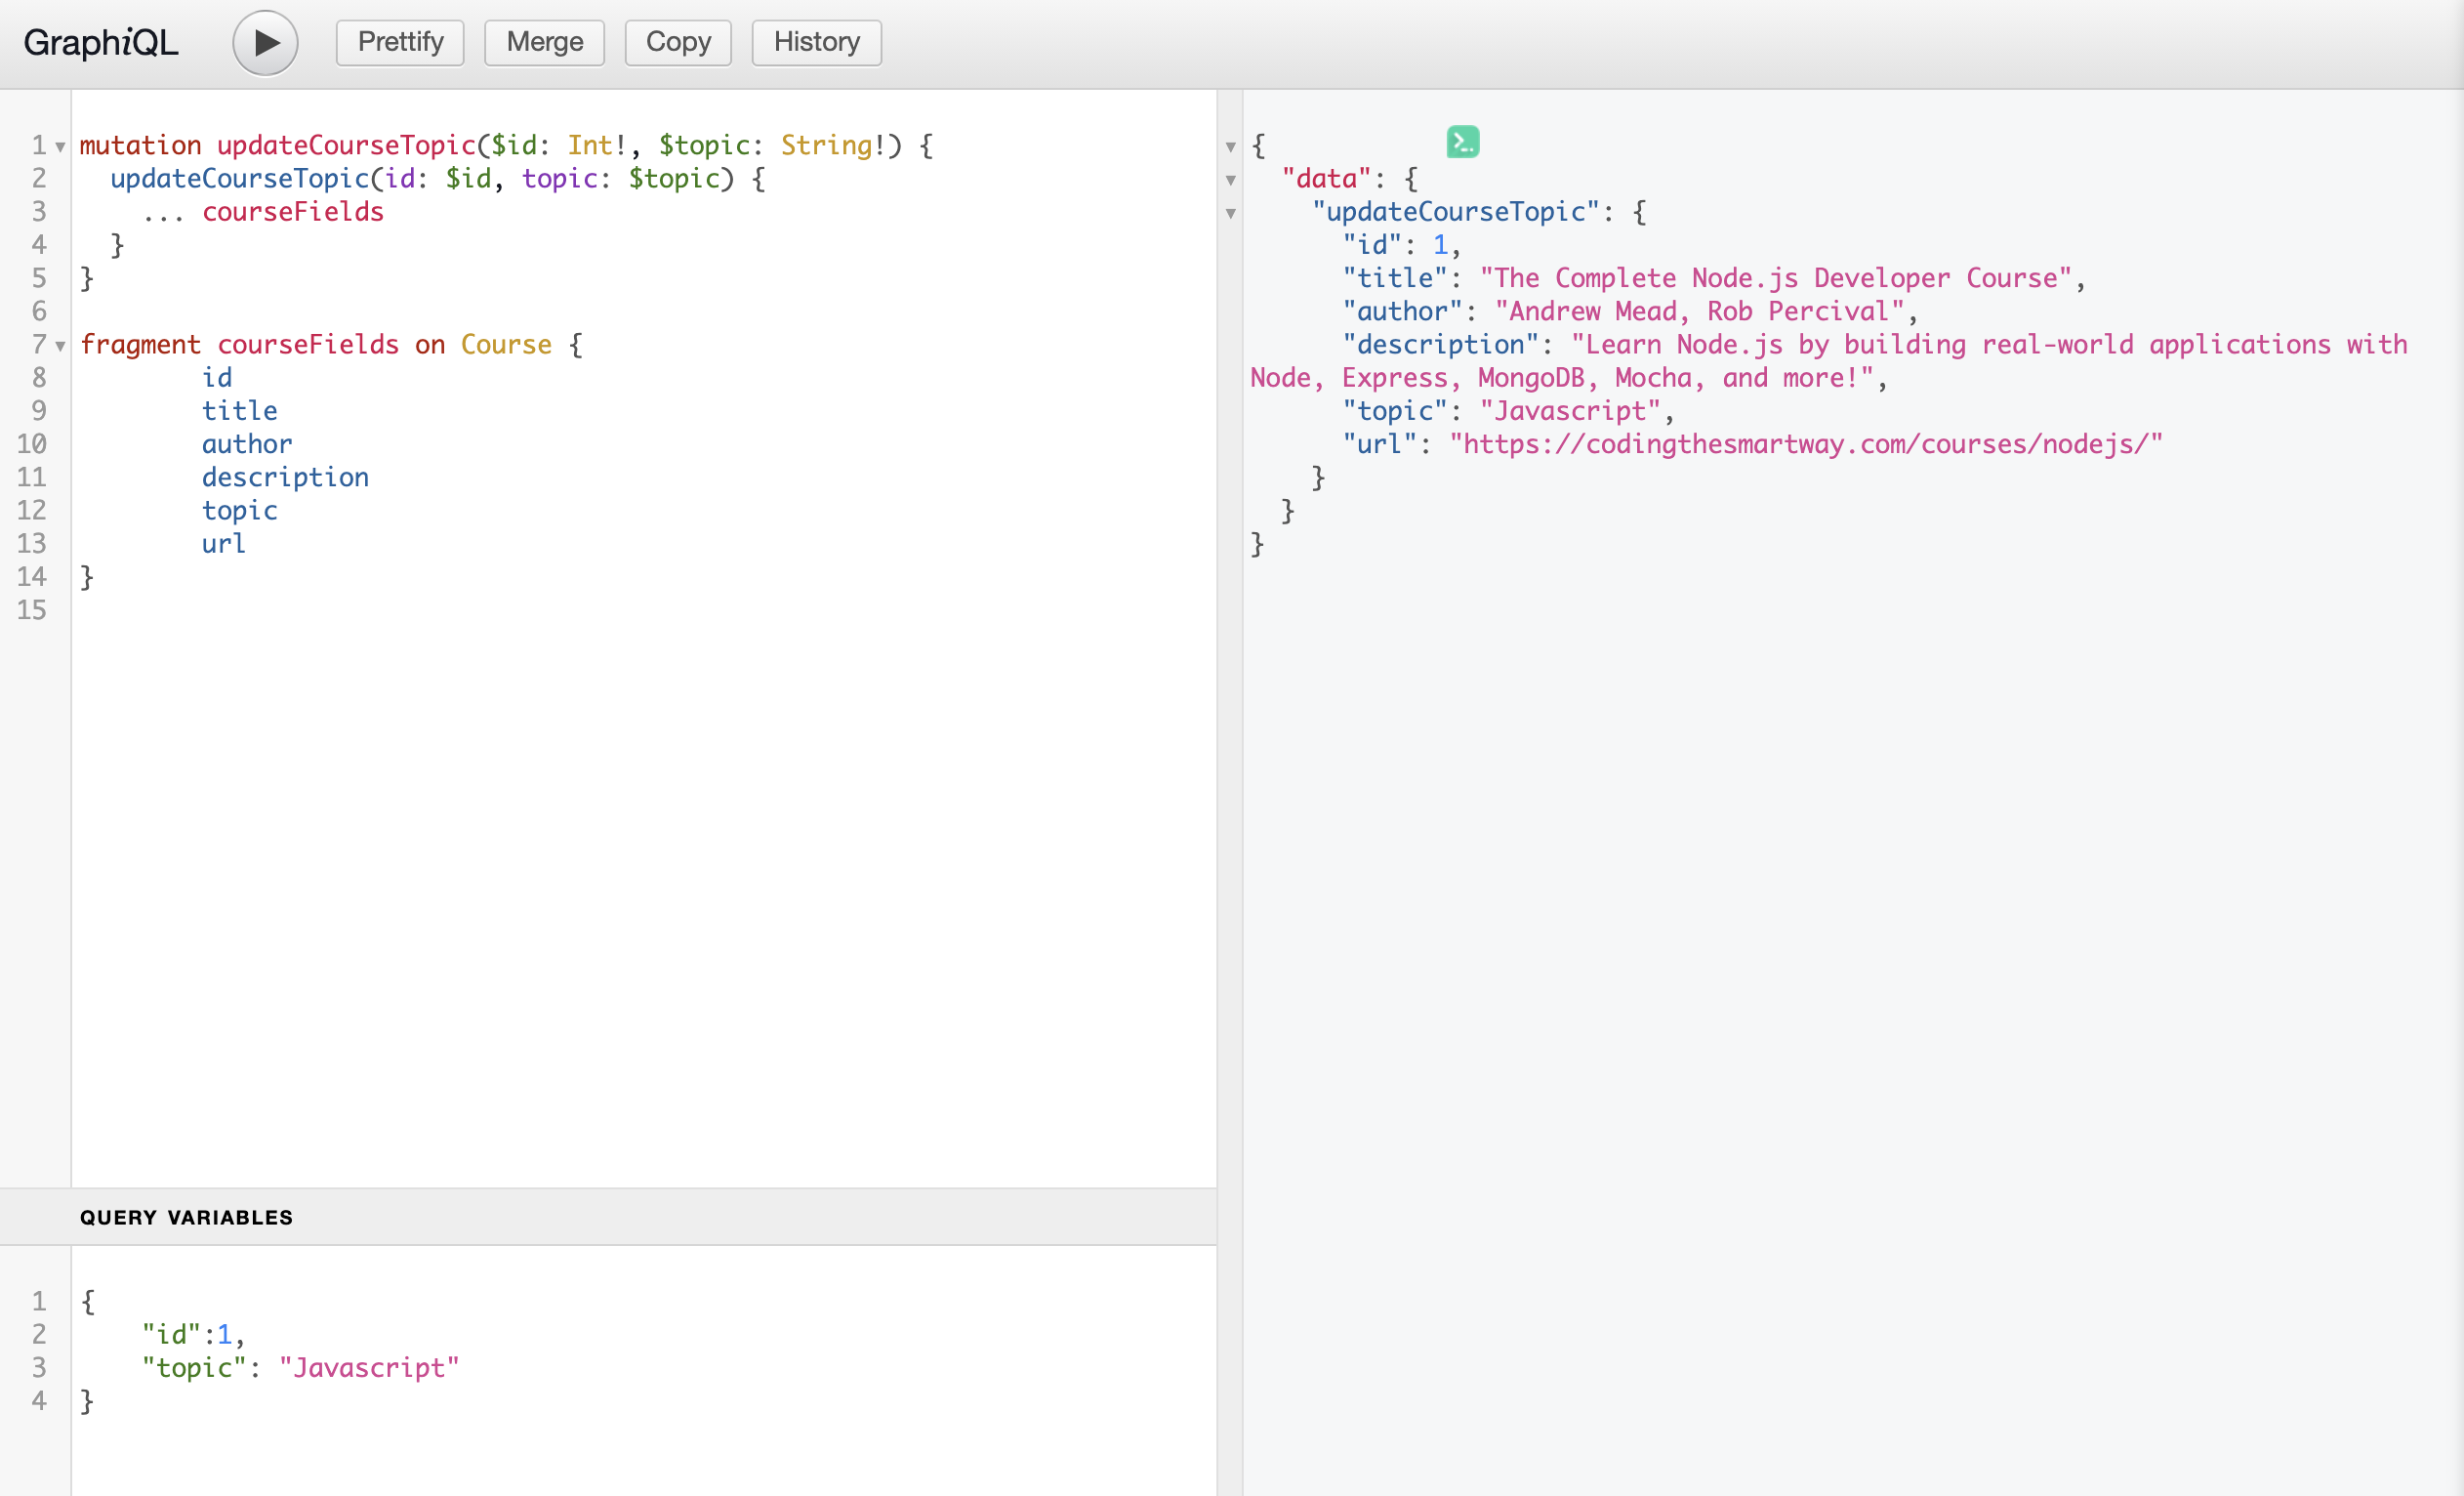 GraphiQL Prettify Merge Copy History
1 mutation updateCourseTopic($id: Int!, $topic: String!) {
2 updateCourseTopic(id: $id, topic: $topic) {
3 ... courseFields
4 }
5 }
6
7 fragment courseFields on Course {
8 id
9 title
10 author
11 description
12 topic
13 url
14 }
15
QUERY VARIABLES
1 {
2 "id":1,
3 "topic": "Javascript"
4 }
{
"data": {
"updateCourseTopic": {
"id": 1,
"title": "The Complete Node.js Developer Course",
"author": "Andrew Mead, Rob Percival",
"description": "Learn Node.js by building real-world applications with
Node, Express, MongoDB, Mocha, and more!",
"topic": "Javascript",
"url": "https://codingthesmartway.com/courses/nodejs/"
}
}
}